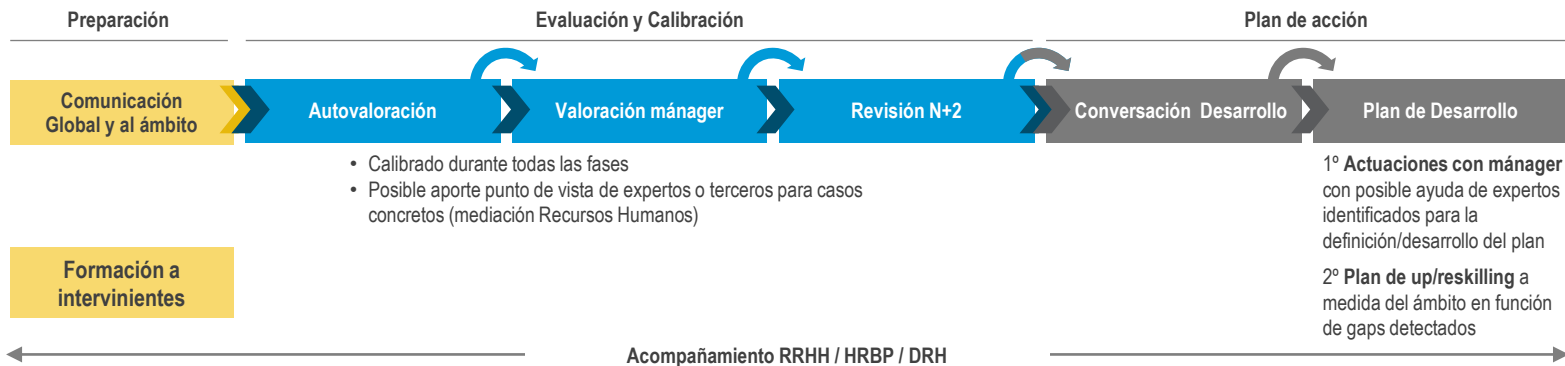 Preparación
Evaluación y Calibración
Plan de acción
Comunicación
Global y al ámbito
Autovaloración
Valoración mánager
Revisión N+2
Conversación Desarrollo
Plan de Desarrollo
• Calibrado durante todas las fases
• Posible aporte punto de vista de expertos o terceros para casos
concretos (mediación Recursos Humanos)
1º Actuaciones con mánager
con posible ayuda de expertos
identificados para la
definición/desarrollo del plan
2º Plan de up/reskilling a
medida del ámbito en función
de gaps detectados
Formación a
intervinientes
Acompañamiento RRHH / HRBP / DRH